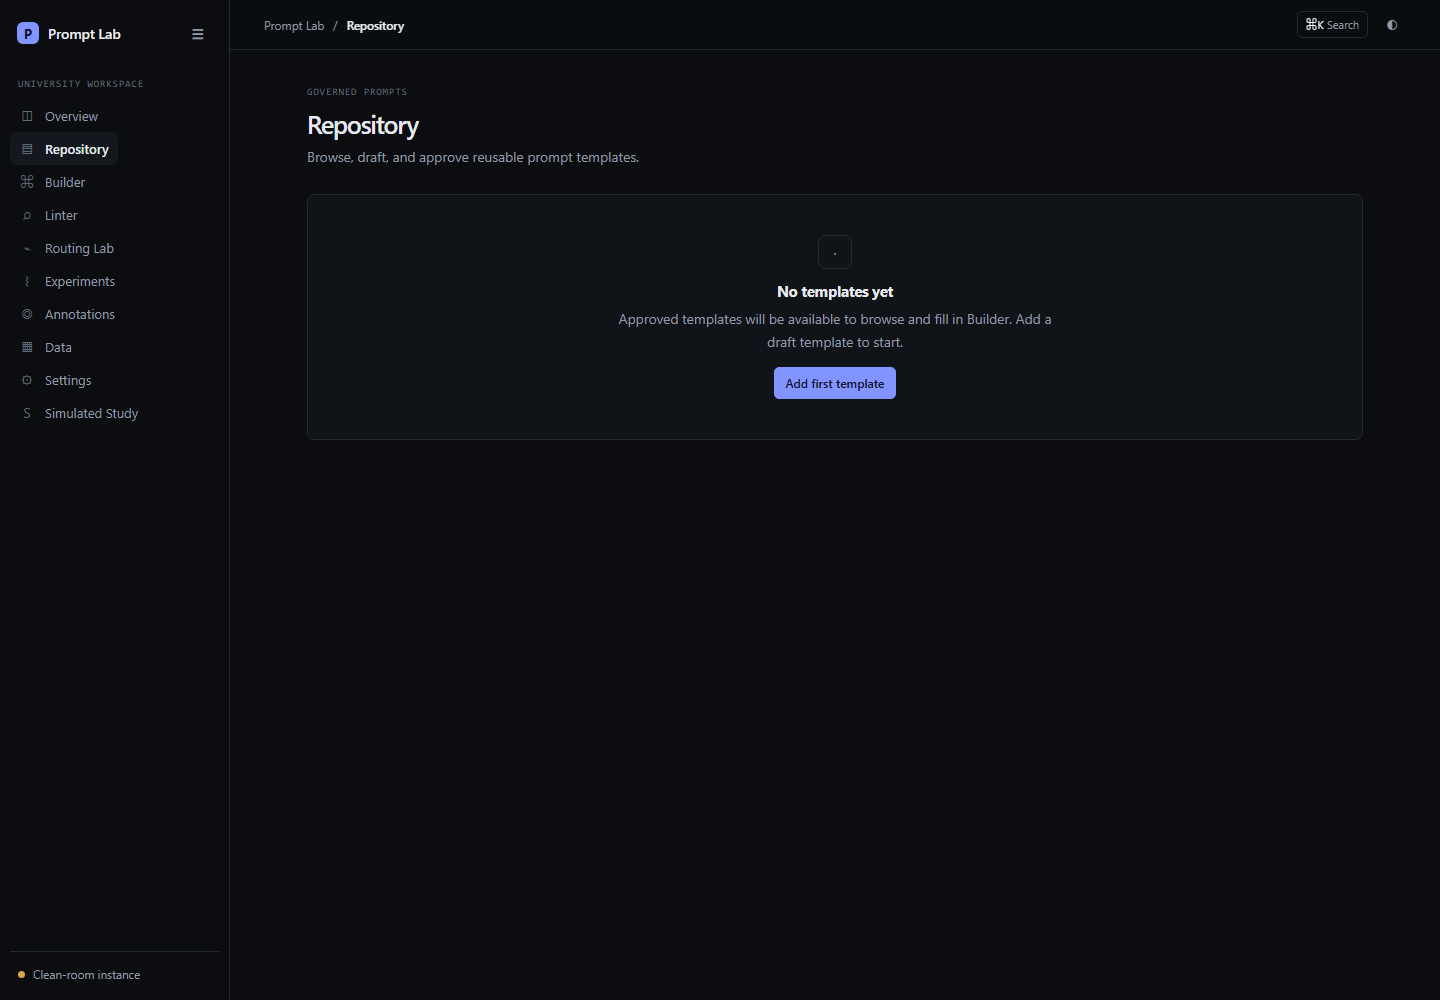 P Prompt Lab
Prompt Lab / Repository
⌘K Search
UNIVERSITY WORKSPACE
Overview
Repository
Builder
Linter
Routing Lab
Experiments
Annotations
Data
Settings
S Simulated Study
Clean-room instance
GOVERNED PROMPTS
Repository
Browse, draft, and approve reusable prompt templates.
No templates yet
Approved templates will be available to browse and fill in Builder. Add a
draft template to start.
Add first template